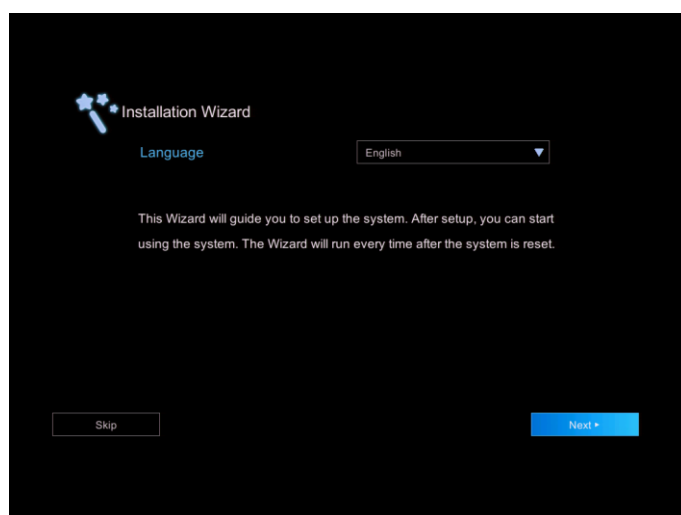 Installation Wizard
Language
English
This Wizard will guide you to set up the system. After setup, you can start
using the system. The Wizard will run every time after the system is reset.
Skip
Next